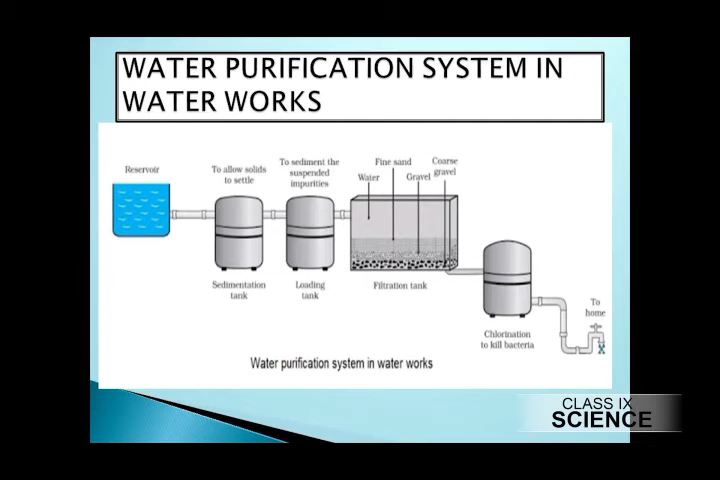 WATER PURIFICATION SYSTEM IN
WATER WORKS
Reservoir
To allow solids
to settle
To sediment the
suspended
impurities
Water
Fine sand
Gravel
Coarse
gravel
Sedimentation
tank
Loading
tank
Filtration tank
Chlorination
to kill bacteria
To
home
Water purification system in water works
CLASS IX
SCIENCE